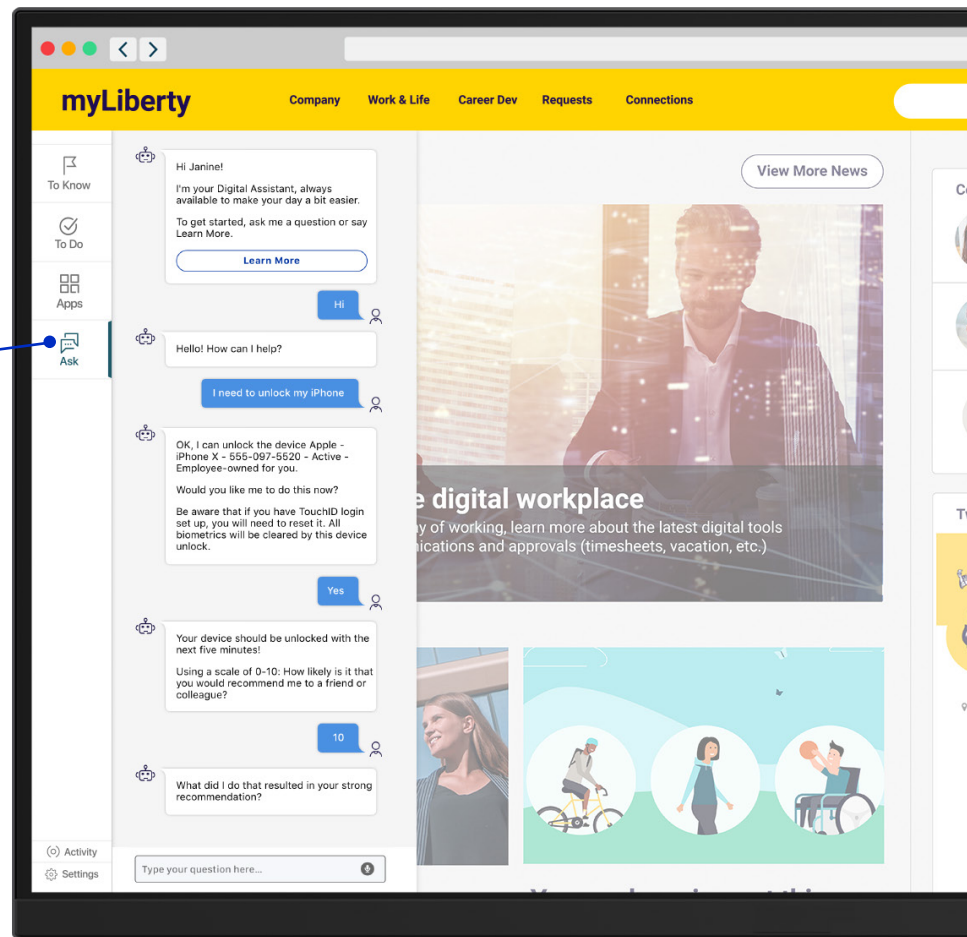 myLiberty
Company Work & Life Career Dev Requests Connections
To Know
To Do
Apps
Ask
Activity
Settings
Hi Janine!
I'm your Digital Assistant, always
available to make your day a bit easier.
To get started, ask me a question or say
Learn More.
Learn More
Hi
Hello! How can I help?
I need to unlock my iPhone
OK, I can unlock the device Apple -
iPhone X - 555-097-5520 - Active -
Employee-owned for you.
Would you like me to do this now?
Be aware that if you have TouchID login
set up, you will need to reset it. All
biometrics will be cleared by this device
unlock.
Yes
Your device should be unlocked with the
next five minutes!
Using a scale of 0-10: How likely is it that
you would recommend me to a friend or
colleague?
10
What did I do that resulted in your strong
recommendation?
Type your question here...
View More News
digital workplace
of working, learn more about the latest digital tools
and approvals (timesheets, vacation, etc.)